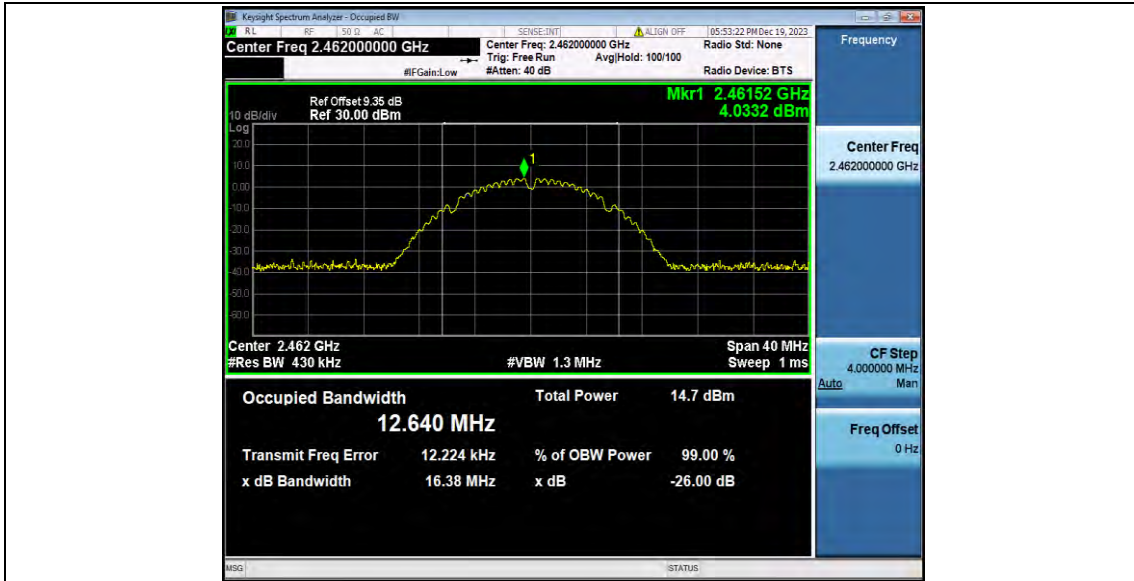 Keysight Spectrum Analyzer - Occupied BW
RL RF 50 Ω AC SENSE:INT ALIGN OFF 05:53:22 PM Dec 19, 2023
Center Freq 2.462000000 GHz Center Freq: 2.462000000 GHz Radio Std: None
Trig: Free Run Avg|Hold: 100/100
#IFGain:Low #Atten: 40 dB Radio Device: BTS
Frequency
Mkr1 2.46152 GHz
4.0332 dBm
Ref Offset 9.35 dB
10 dB/div Ref 30.00 dBm
Log
20.0
10.0
0.00
-10.0
-20.0
-30.0
-40.0
-50.0
-60.0
1
Center 2.462 GHz Span 40 MHz
#Res BW 430 kHz #VBW 1.3 MHz Sweep 1 ms
Occupied Bandwidth Total Power 14.7 dBm
12.640 MHz
Transmit Freq Error 12.224 kHz % of OBW Power 99.00 %
x dB Bandwidth 16.38 MHz x dB -26.00 dB
Center Freq
2.462000000 GHz
CF Step
4.000000 MHz
Auto Man
Freq Offset
0 Hz
MSG STATUS